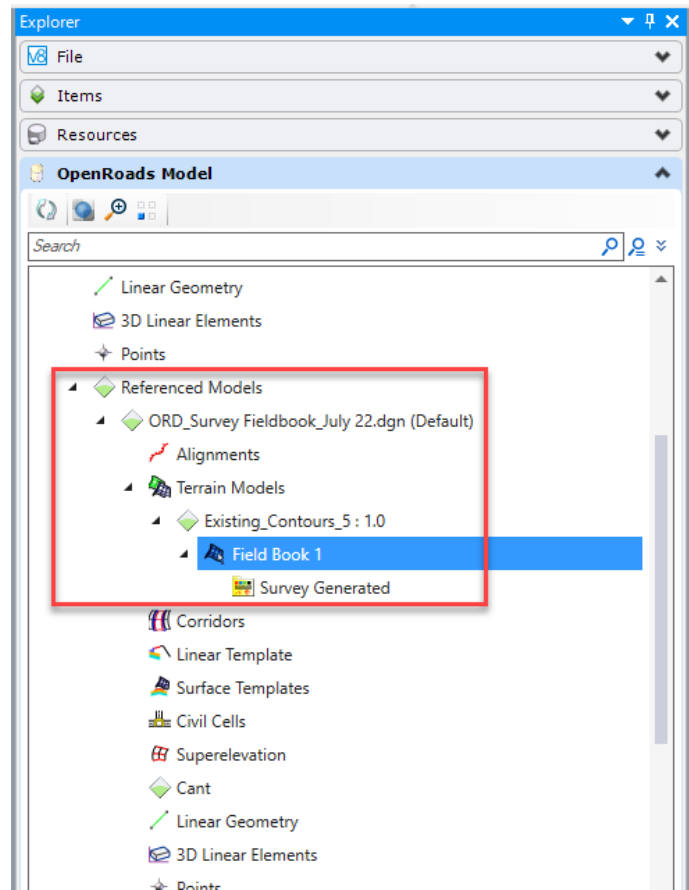 Explorer
V8 File
Items
Resources
OpenRoads Model
Search
Linear Geometry
3D Linear Elements
Points
Referenced Models
ORD_Survey Fieldbook_July 22.dgn (Default)
Alignments
Terrain Models
Existing_Contours_5 : 1.0
Field Book 1
Survey Generated
Corridors
Linear Template
Surface Templates
Civil Cells
Superelevation
Cant
Linear Geometry
3D Linear Elements
Points